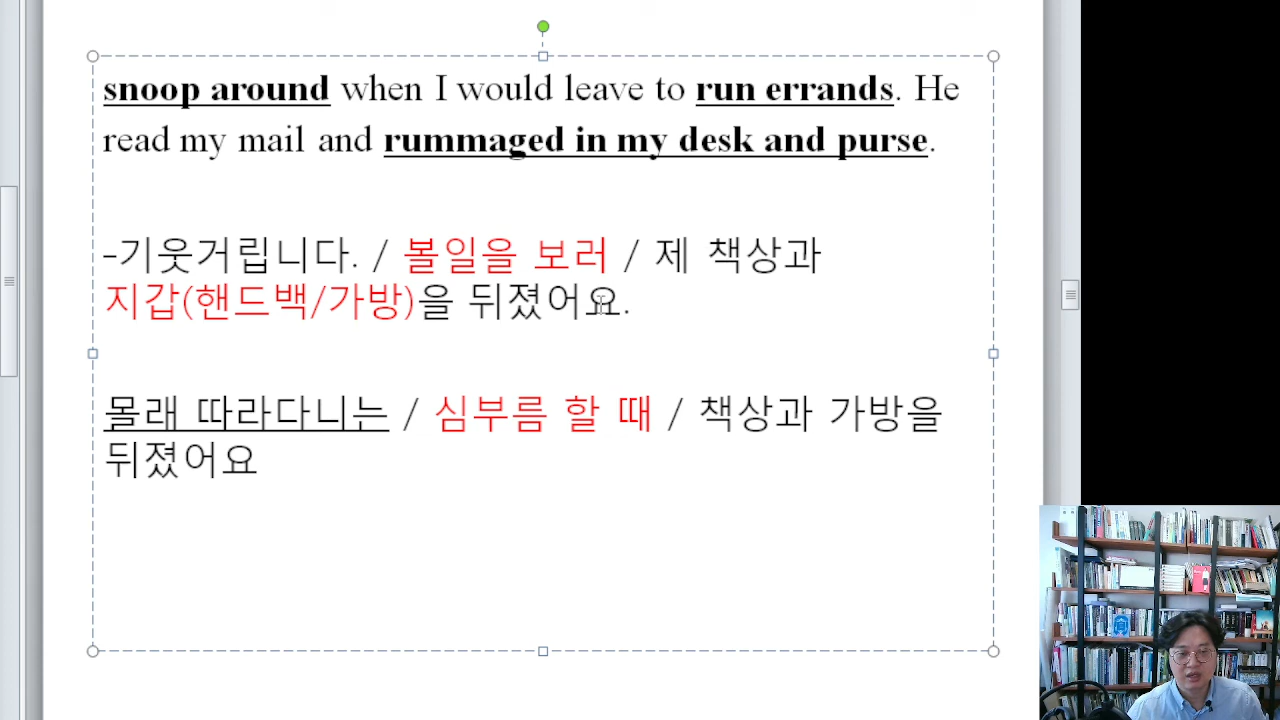 snoop around when I would leave to run errands. He
read my mail and rummaged in my desk and purse.
-기웃거립니다. / 볼일을 보러 / 제 책상과
지갑(핸드백/가방)을 뒤졌어요.
몰래 따라다니는 / 심부름 할 때 / 책상과 가방을
뒤졌어요